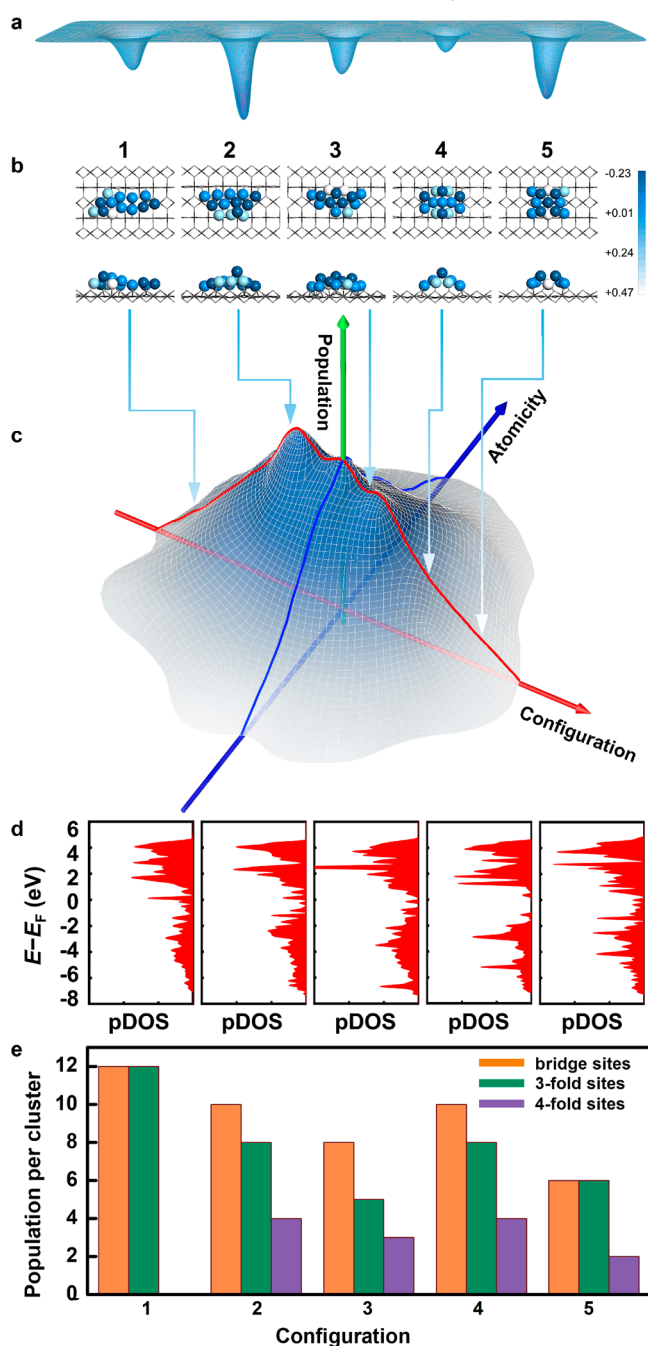 a
1 2 3 4 5
b
-0.23
+0.01
+0.24
+0.47
Population
Atomicity
c
Configuration
d
6
4
2
0
-2
-4
-6
-8
E–E_F (eV)
pDOS pDOS pDOS pDOS pDOS
e
12
10
8
6
4
2
0
Population per cluster
bridge sites
3-fold sites
4-fold sites
1 2 3 4 5
Configuration